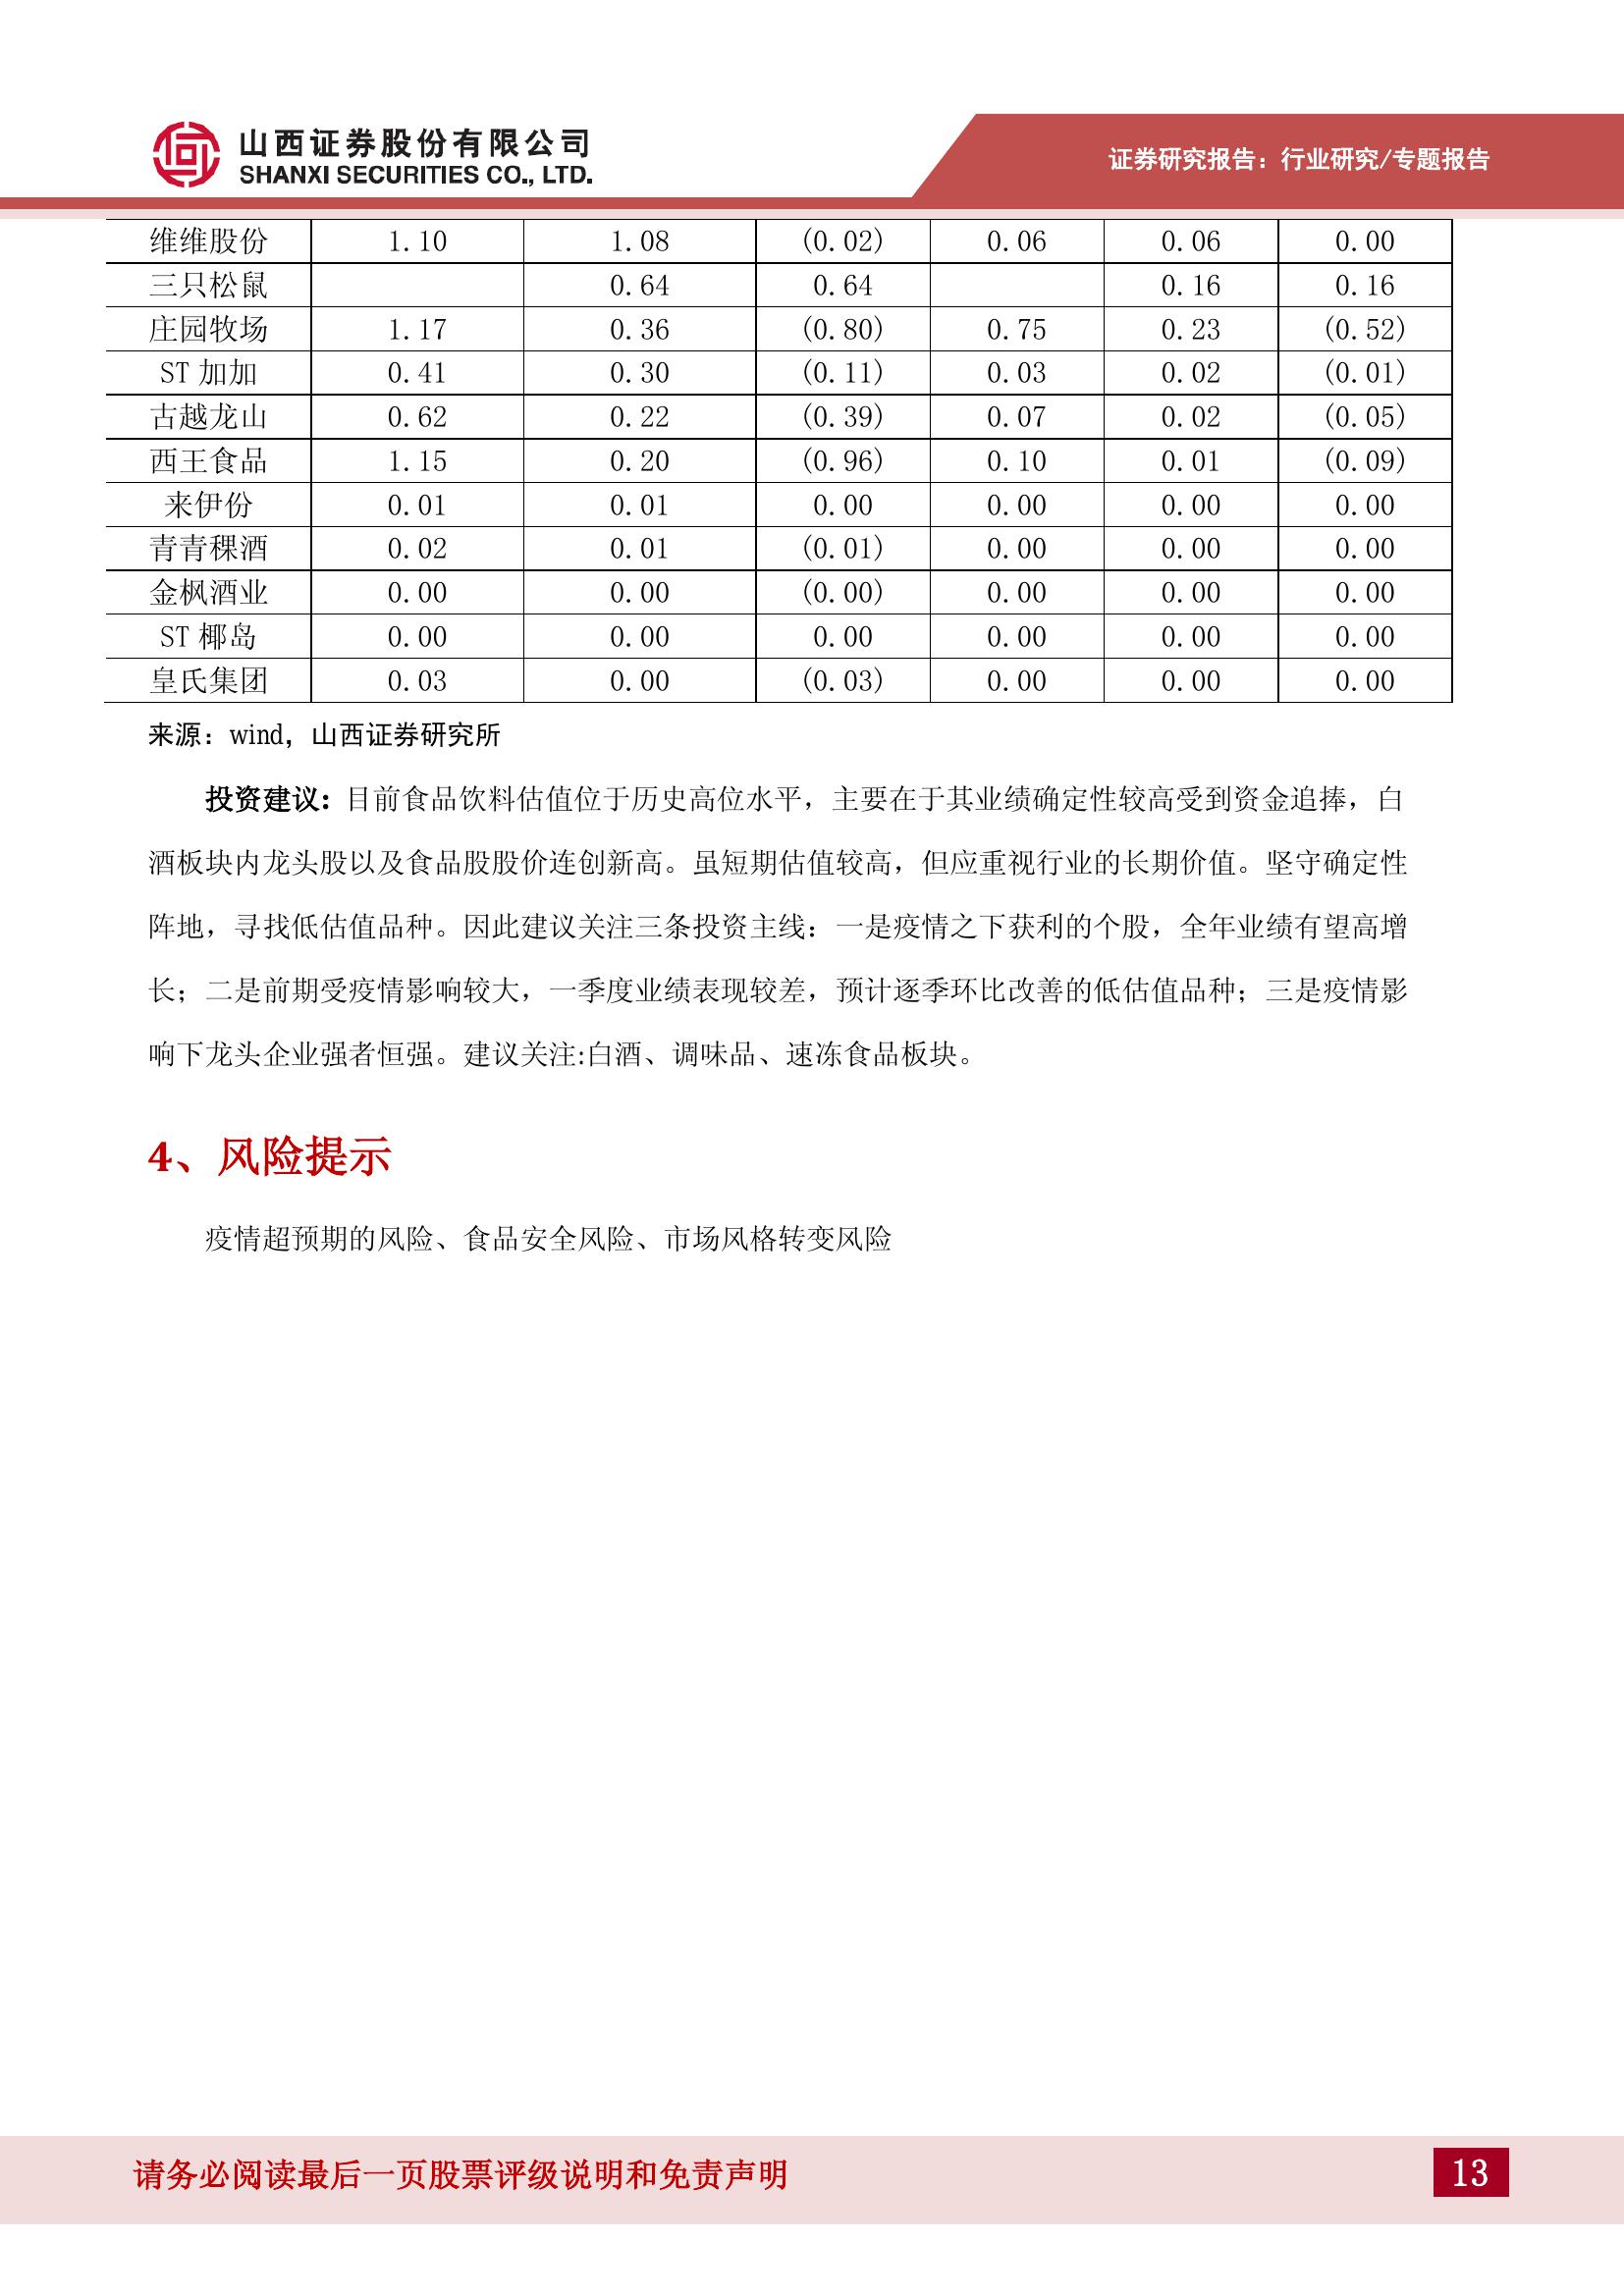 山西证券股份有限公司
SHANXI SECURITIES CO., LTD.
证券研究报告：行业研究/专题报告
维维股份 1.10 1.08 (0.02) 0.06 0.06 0.00
三只松鼠 0.64 0.64 0.16 0.16
庄园牧场 1.17 0.36 (0.80) 0.75 0.23 (0.52)
ST 加加 0.41 0.30 (0.11) 0.03 0.02 (0.01)
古越龙山 0.62 0.22 (0.39) 0.07 0.02 (0.05)
西王食品 1.15 0.20 (0.96) 0.10 0.01 (0.09)
来伊份 0.01 0.01 0.00 0.00 0.00 0.00
青青稞酒 0.02 0.01 (0.01) 0.00 0.00 0.00
金枫酒业 0.00 0.00 (0.00) 0.00 0.00 0.00
ST 椰岛 0.00 0.00 0.00 0.00 0.00 0.00
皇氏集团 0.03 0.00 (0.03) 0.00 0.00 0.00
来源：wind，山西证券研究所
投资建议：目前食品饮料估值位于历史高位水平，主要在于其业绩确定性较高受到资金追捧，白
酒板块内龙头股以及食品股股价连创新高。虽短期估值较高，但应重视行业的长期价值。坚守确定性
阵地，寻找低估值品种。因此建议关注三条投资主线：一是疫情之下获利的个股，全年业绩有望高增
长；二是前期受疫情影响较大，一季度业绩表现较差，预计逐季环比改善的低估值品种；三是疫情影
响下龙头企业强者恒强。建议关注:白酒、调味品、速冻食品板块。
4、风险提示
疫情超预期的风险、食品安全风险、市场风格转变风险
请务必阅读最后一页股票评级说明和免责声明
13